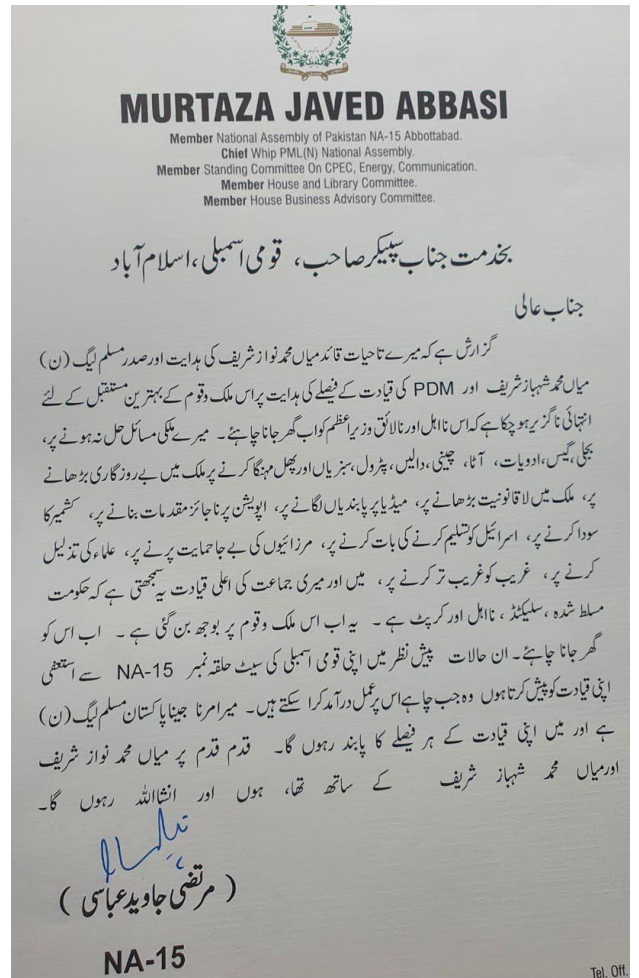 MURTAZA JAVED ABBASI
Member National Assembly of Pakistan NA-15 Abbottabad.
Chief Whip PML(N) National Assembly.
Member Standing Committee On CPEC, Energy, Communication.
Member House and Library Committee.
Member House Business Advisory Committee.
بخدمت جناب سپیکر صاحب، قومی اسمبلی، اسلام آباد
جناب عالی
گزارش ہے کہ میرے تاحیات قائد میاں محمد نواز شریف کی ہدایت اور صدر مسلم لیگ (ن)
میاں محمد شہباز شریف اور PDM کی قیادت کے فیصلے کی ہدایت پر اس ملک وقوم کے بہترین مستقبل کے لئے
انتہائی ناگزیر ہو چکا ہے کہ اس نااہل اور نالائق وزیراعظم کو اب گھر جانا چاہئے۔ میرے ملکی مسائل حل نہ ہونے پر،
بجلی، گیس، ادویات، آٹا، چینی، دالیں، پٹرول، سبزیاں اور پھل مہنگا کرنے پر ملک میں بے روزگاری بڑھانے
پر، ملک میں لاقانونیت بڑھانے پر، میڈیا پر پابندیاں لگانے پر، اپوزیشن پر ناجائز مقدمات بنانے پر، کشمیر کا
سودا کرنے پر، اسرائیل کو تسلیم کرنے کی بات کرنے پر، مرزائیوں کی بے جا حمایت پرنے پر، علماء کی تذلیل
کرنے پر، غریب کو غریب تر کرنے پر، میں اور میری جماعت کی اعلی قیادت یہ سمجھتی ہے کہ حکومت
مسلط شدہ، سلیکٹڈ، نااہل اور کرپٹ ہے۔ یہ اب اس ملک وقوم پر بوجھ بن گئی ہے۔ اب اس کو
گھر جانا چاہئے۔ ان حالات پیش نظر میں اپنی قومی اسمبلی کی سیٹ حلقہ نمبر NA-15 سے استعفی
اپنی قیادت کو پیش کرتا ہوں وہ جب چاہے اس پر عمل درآمد کرا سکتے ہیں۔ میرا مرنا جینا پاکستان مسلم لیگ (ن)
ہے اور میں اپنی قیادت کے ہر فیصلے کا پابند رہوں گا۔ قدم قدم پر میاں محمد نواز شریف
اور میاں محمد شہباز شریف کے ساتھ تھا، ہوں اور انشااللہ رہوں گا۔
(مرتضی جاوید عباسی)
NA-15
Tel. Off.